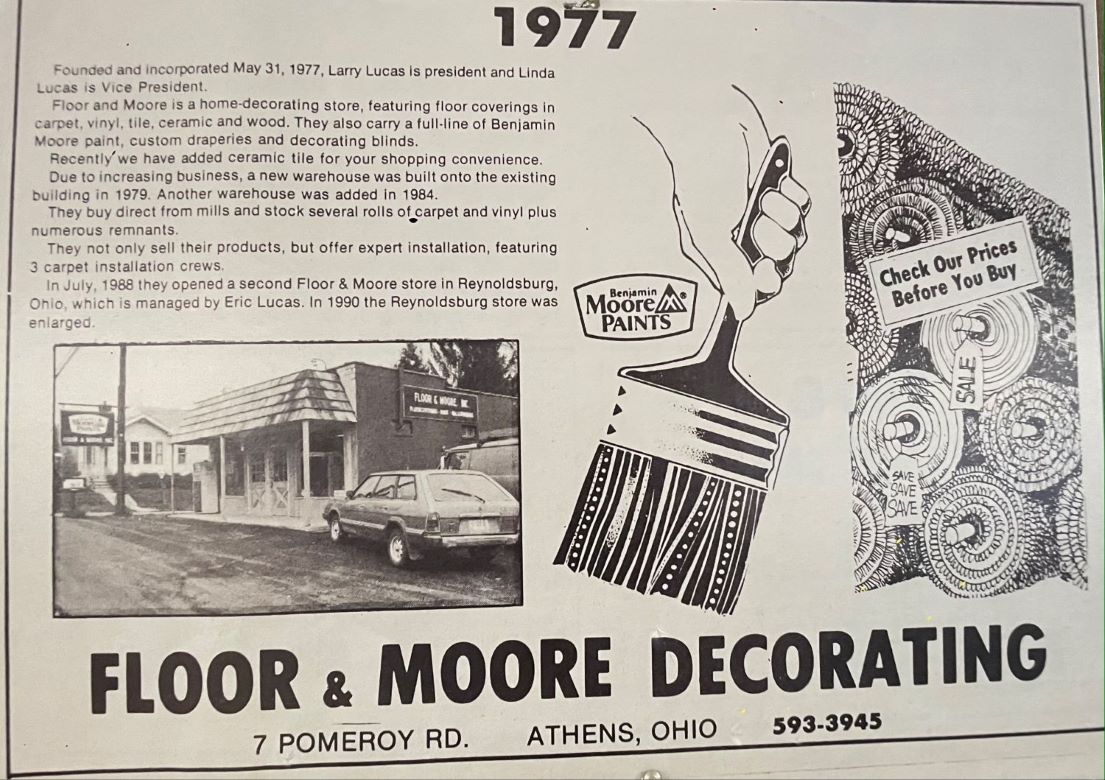 1977
Founded and incorporated May 31, 1977, Larry Lucas is president and Linda
Lucas is Vice President.
Floor and Moore is a home-decorating store, featuring floor coverings in
carpet, vinyl, tile, ceramic and wood. They also carry a full-line of Benjamin
Moore paint, custom draperies and decorating blinds.
Recently we have added ceramic tile for your shopping convenience.
Due to increasing business, a new warehouse was built onto the existing
building in 1979. Another warehouse was added in 1984.
They buy direct from mills and stock several rolls of carpet and vinyl plus
numerous remnants.
They not only sell their products, but offer expert installation, featuring
3 carpet installation crews.
In July, 1988 they opened a second Floor & Moore store in Reynoldsburg,
Ohio, which is managed by Eric Lucas. In 1990 the Reynoldsburg store was
enlarged.
Benjamin
Moore®
PAINTS
Check Our Prices
Before You Buy
SALE
SAVE
SAVE
SAVE
Moore
PAINTS
FLOOR & MOORE INC.
FLOOR & MOORE DECORATING
7 POMEROY RD. ATHENS, OHIO 593-3945